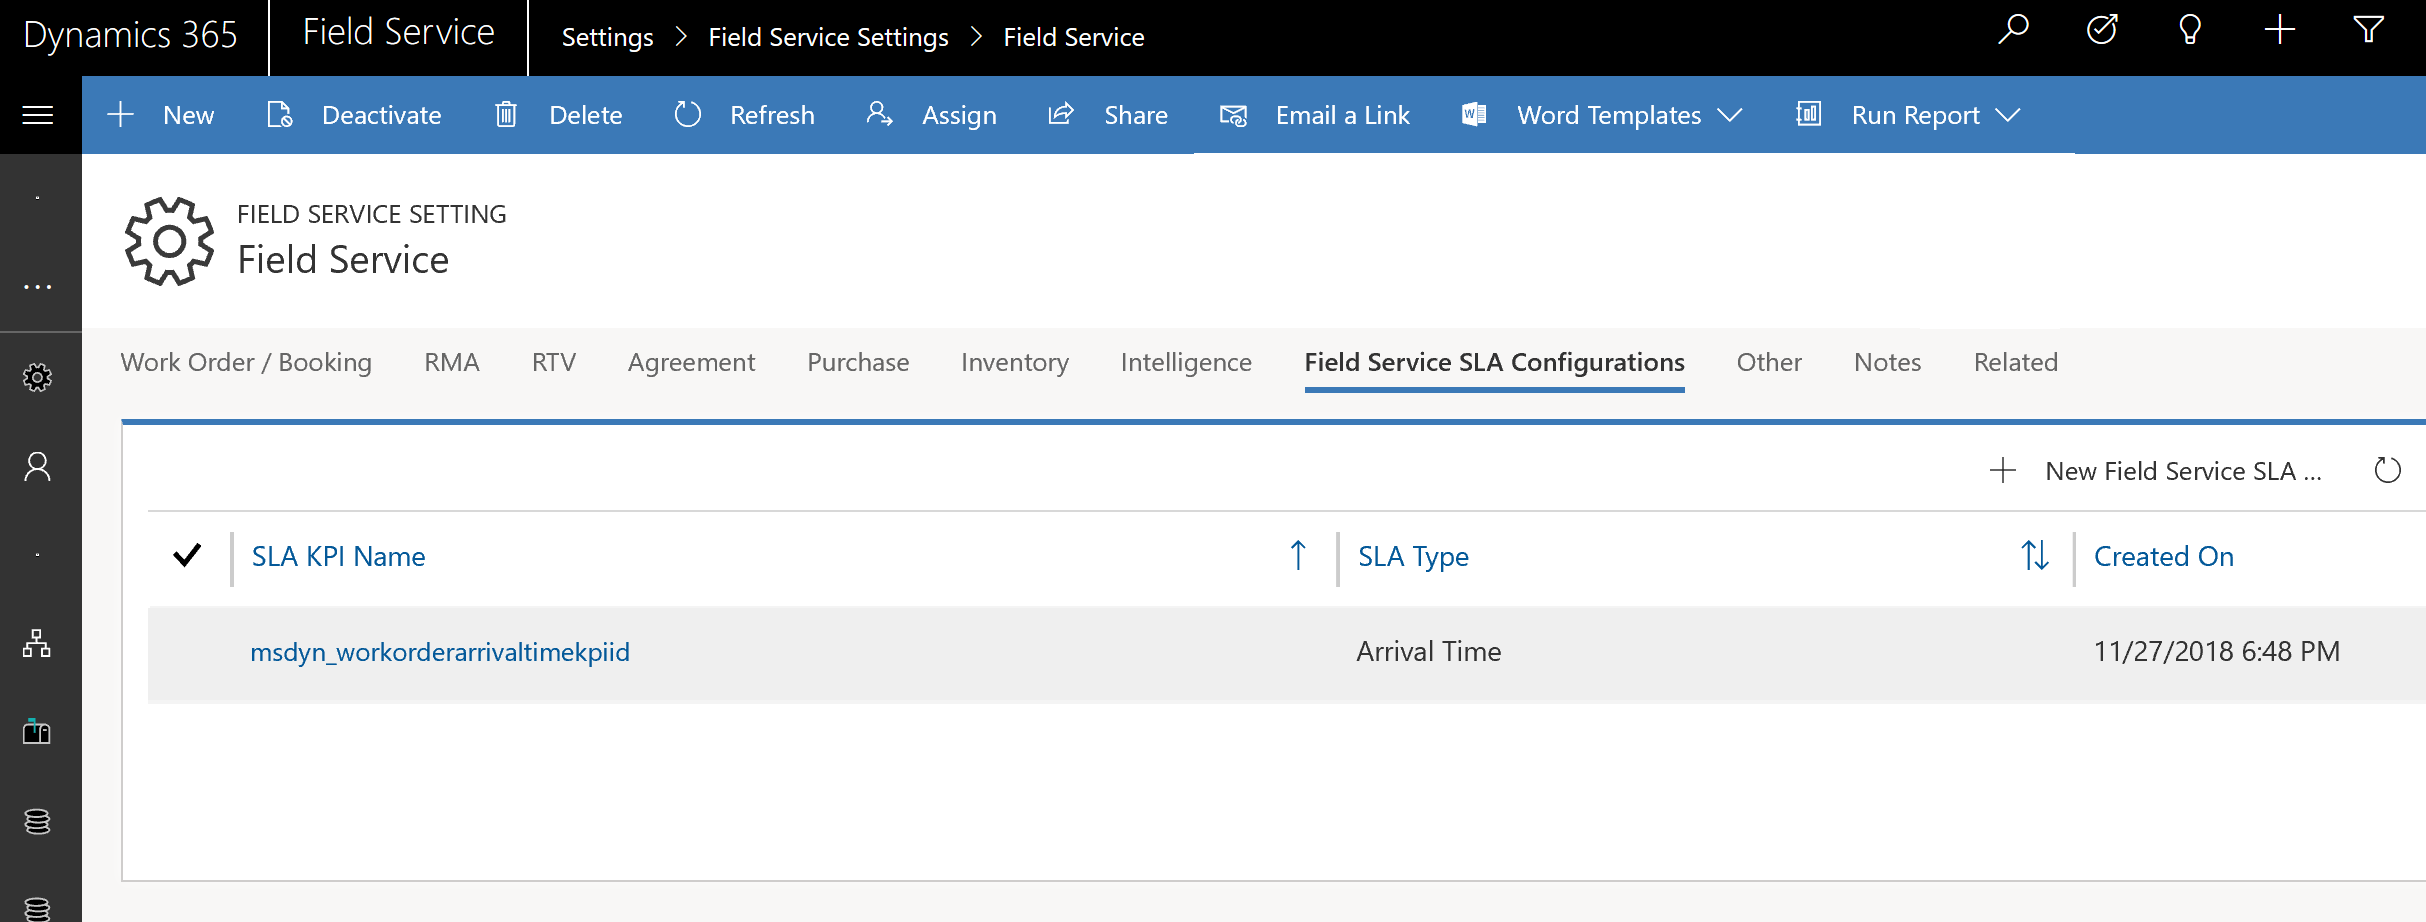 Dynamics 365 Field Service Settings > Field Service Settings > Field Service
New Deactivate Delete Refresh Assign Share Email a Link Word Templates Run Report
FIELD SERVICE SETTING
Field Service
Work Order / Booking RMA RTV Agreement Purchase Inventory Intelligence Field Service SLA Configurations Other Notes Related
New Field Service SLA ...
SLA KPI Name SLA Type Created On
msdyn_workorderarrivaltimekpiid Arrival Time 11/27/2018 6:48 PM